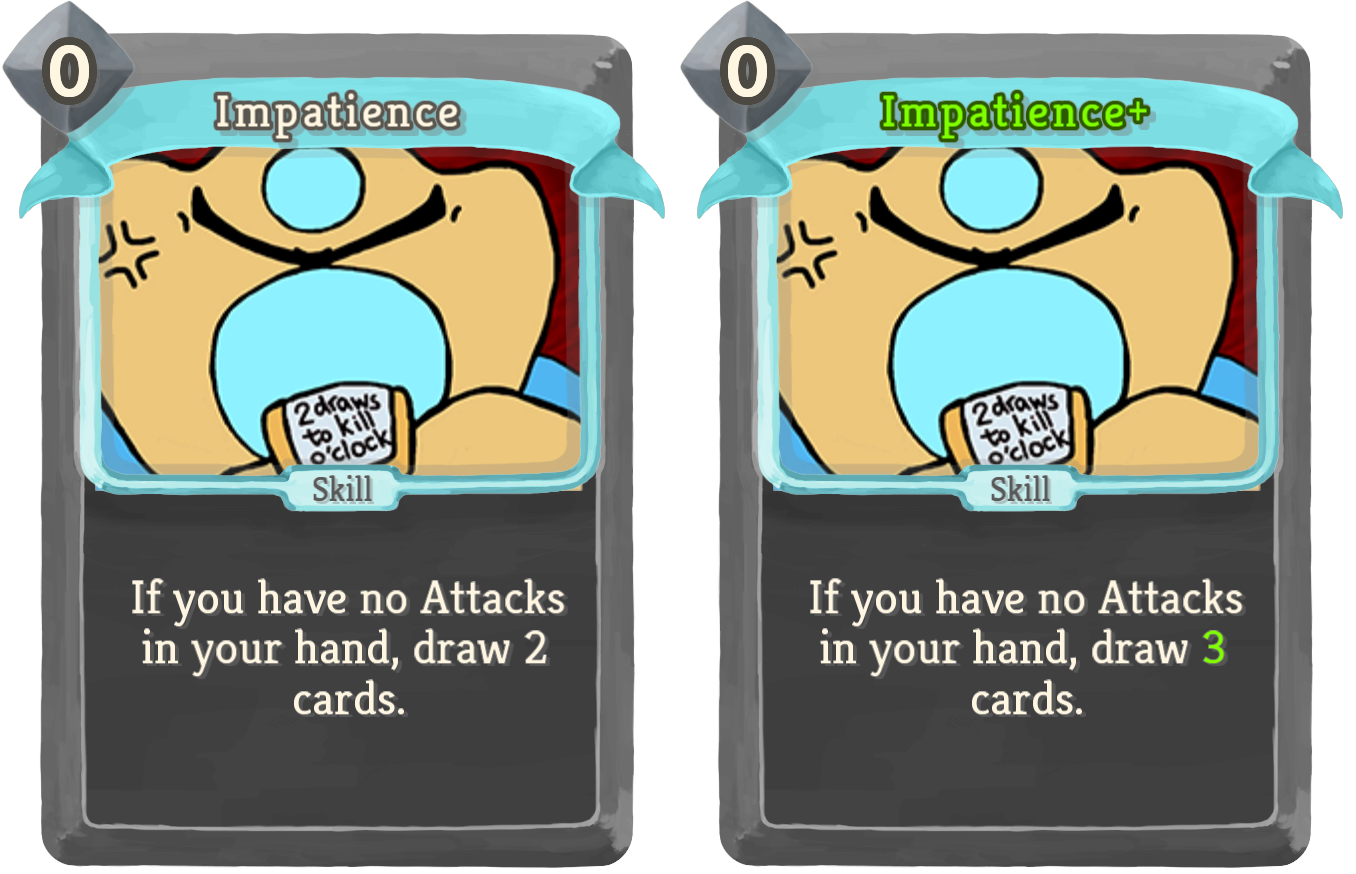 0
Impatience
2 draws
to kill
o'clock
Skill
If you have no Attacks
in your hand, draw 2
cards.
0
Impatience+
2 draws
to kill
o'clock
Skill
If you have no Attacks
in your hand, draw 3
cards.